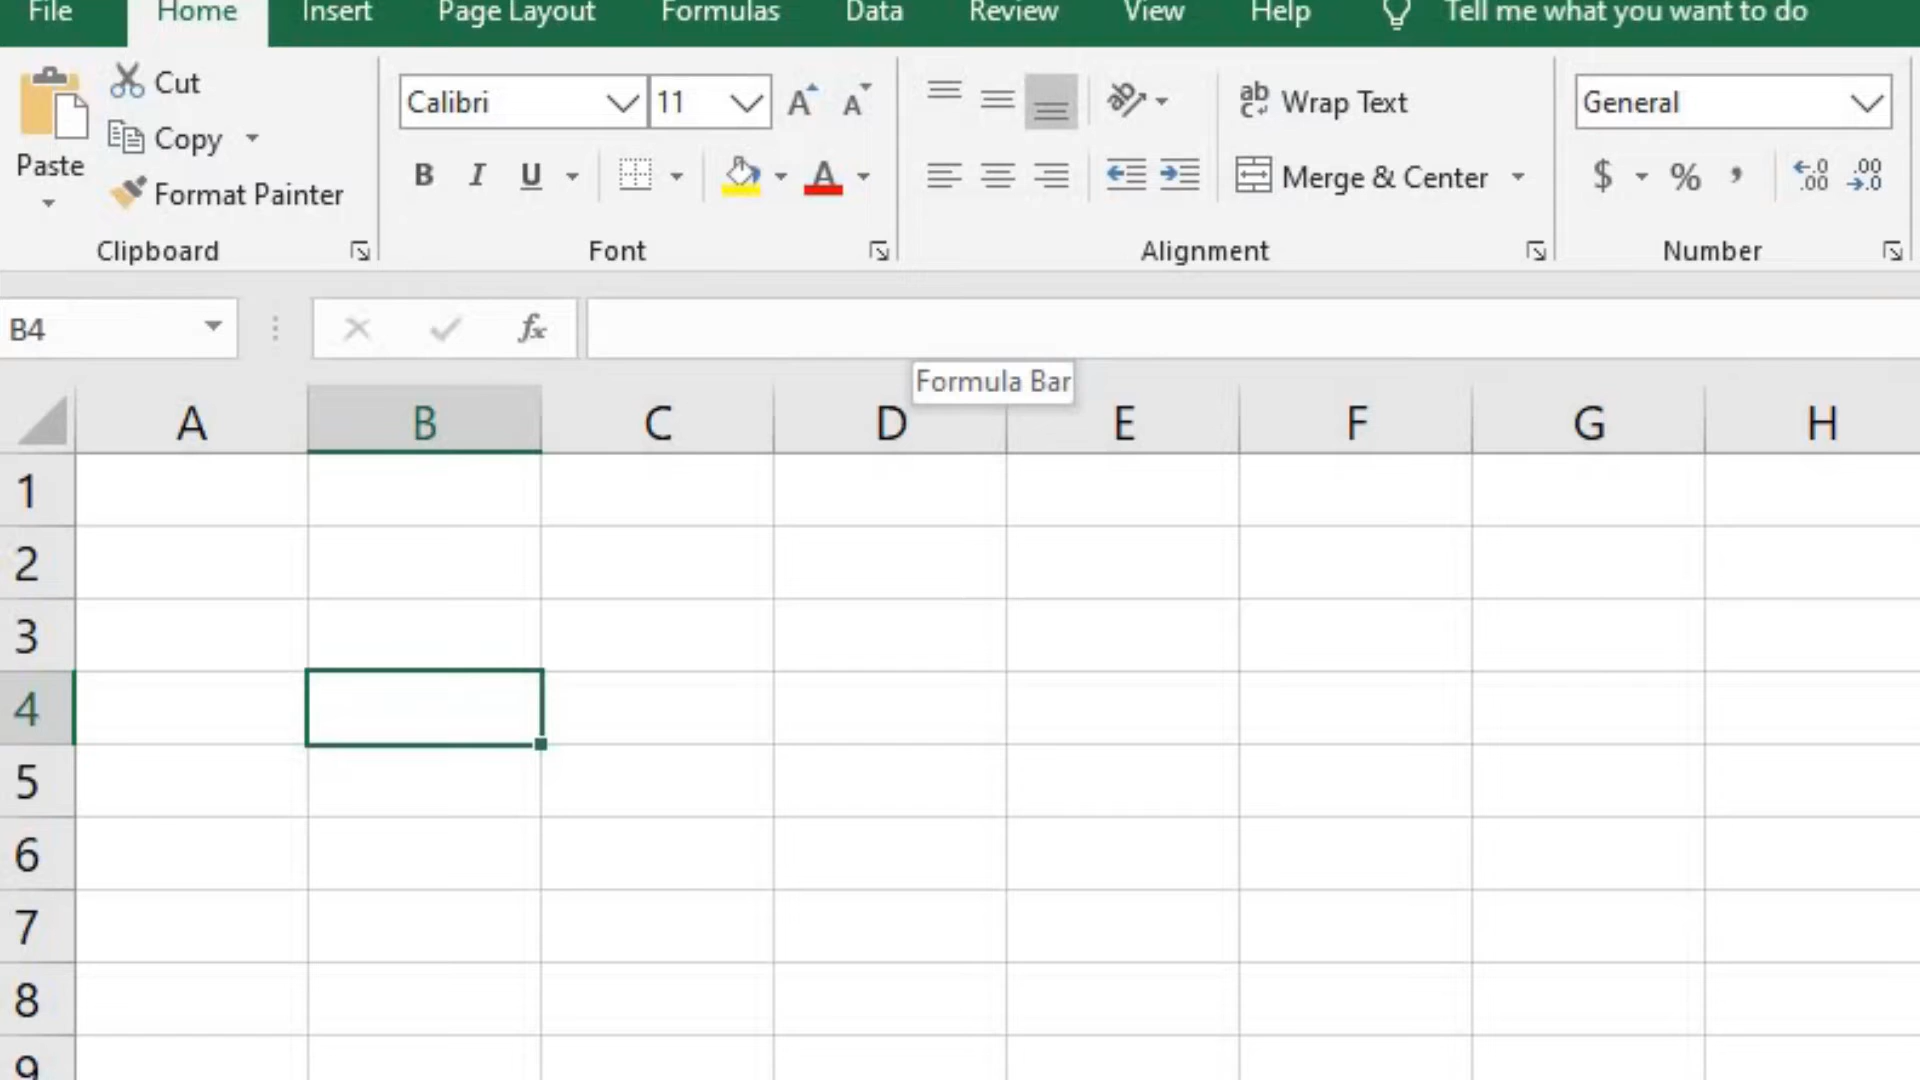 File Home Insert Page Layout Formulas Data Review View Help Tell me what you want to do
Paste
Cut
Copy
Format Painter
Clipboard
Calibri 11
B I U
Font
Wrap Text
Merge & Center
Alignment
General
$ % ,
Number
B4 fx
Formula Bar
A B C D E F G H
1
2
3
4
5
6
7
8
9